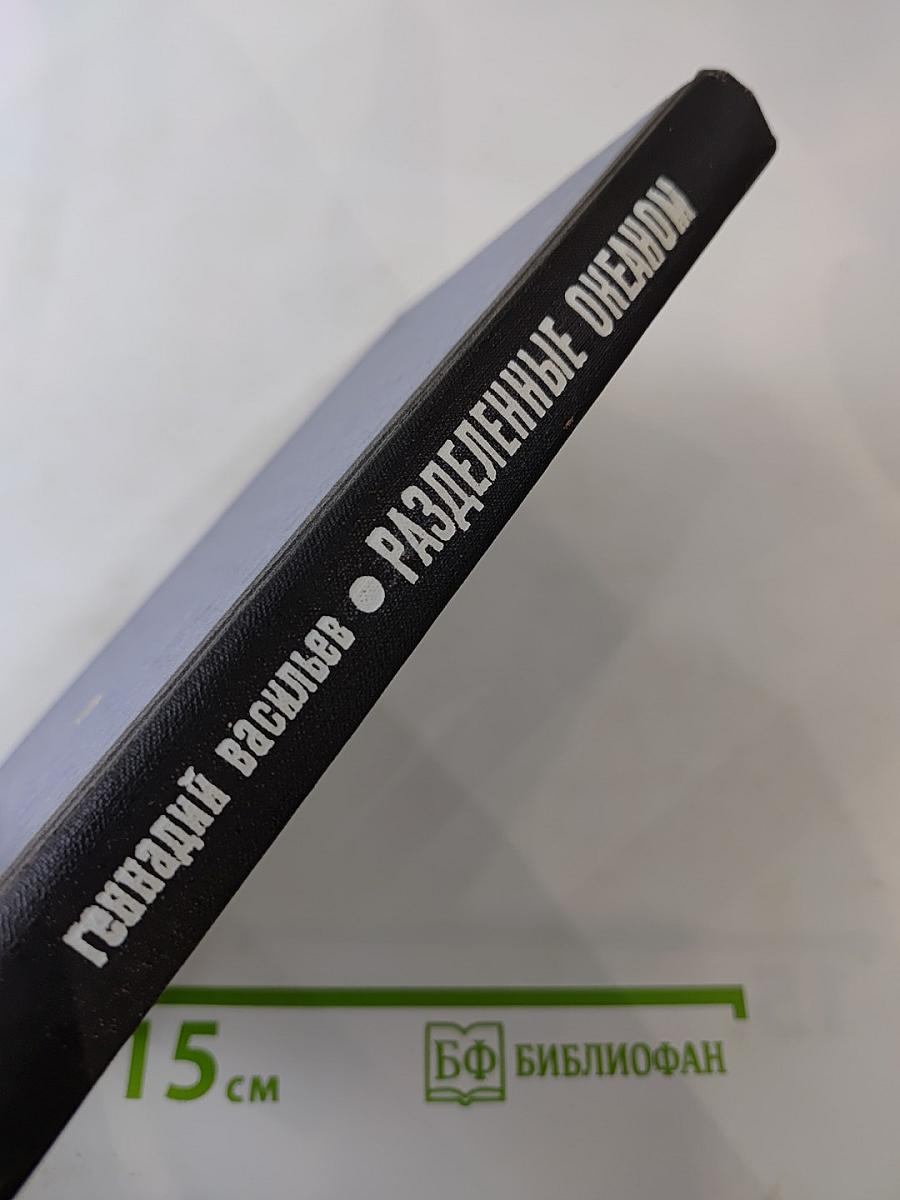 геннадий васильев ● РАЗДЕЛЕННЫЕ ОКЕАНОМ
15 см
БФ БИБЛИОФАН